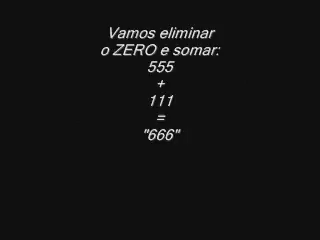 Vamos eliminar
o ZERO e somar:
555
+
111
=
"666"